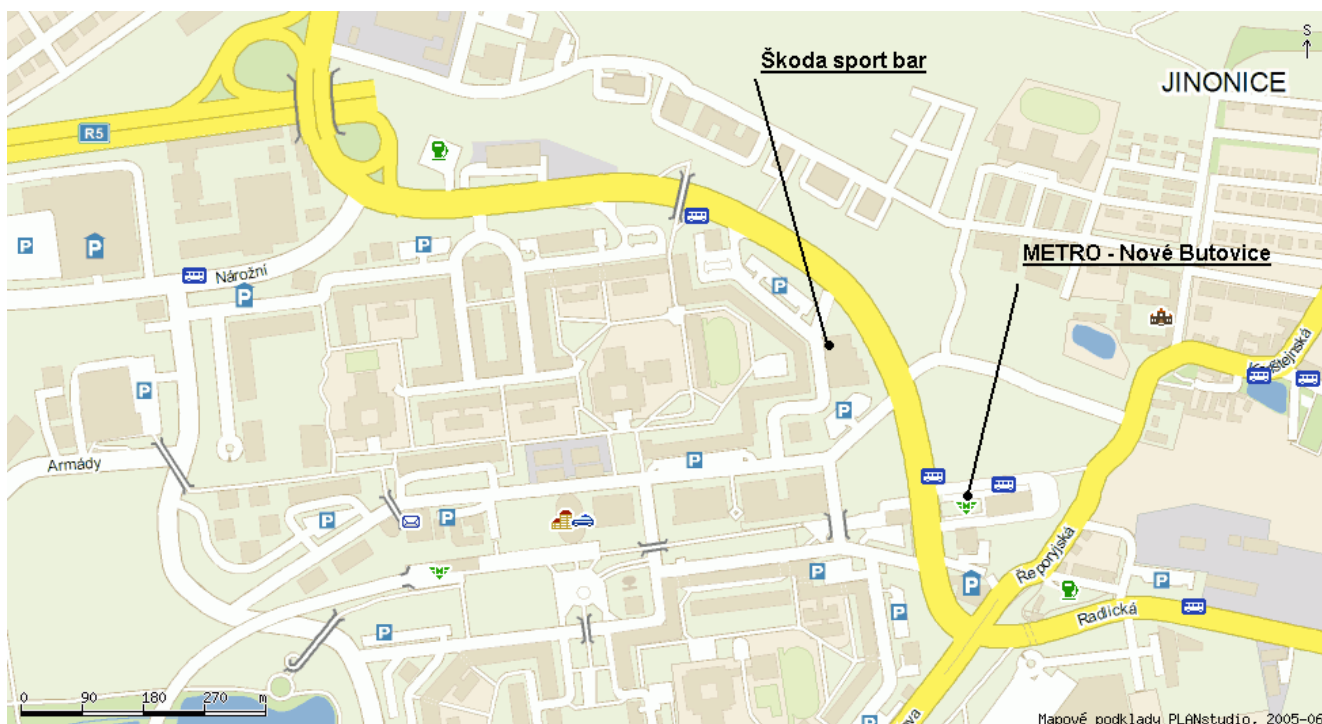 S
Škoda sport bar
JINONICE
R5
METRO - Nové Butovice
Nárožní
P
P
P
P
P
Armády
P
P
P
P
P
Řeporyjská
P
P
P
P
Radlická
P
P
0 90 180 270 m
Mapové podklady PLANstudio, 2005-06